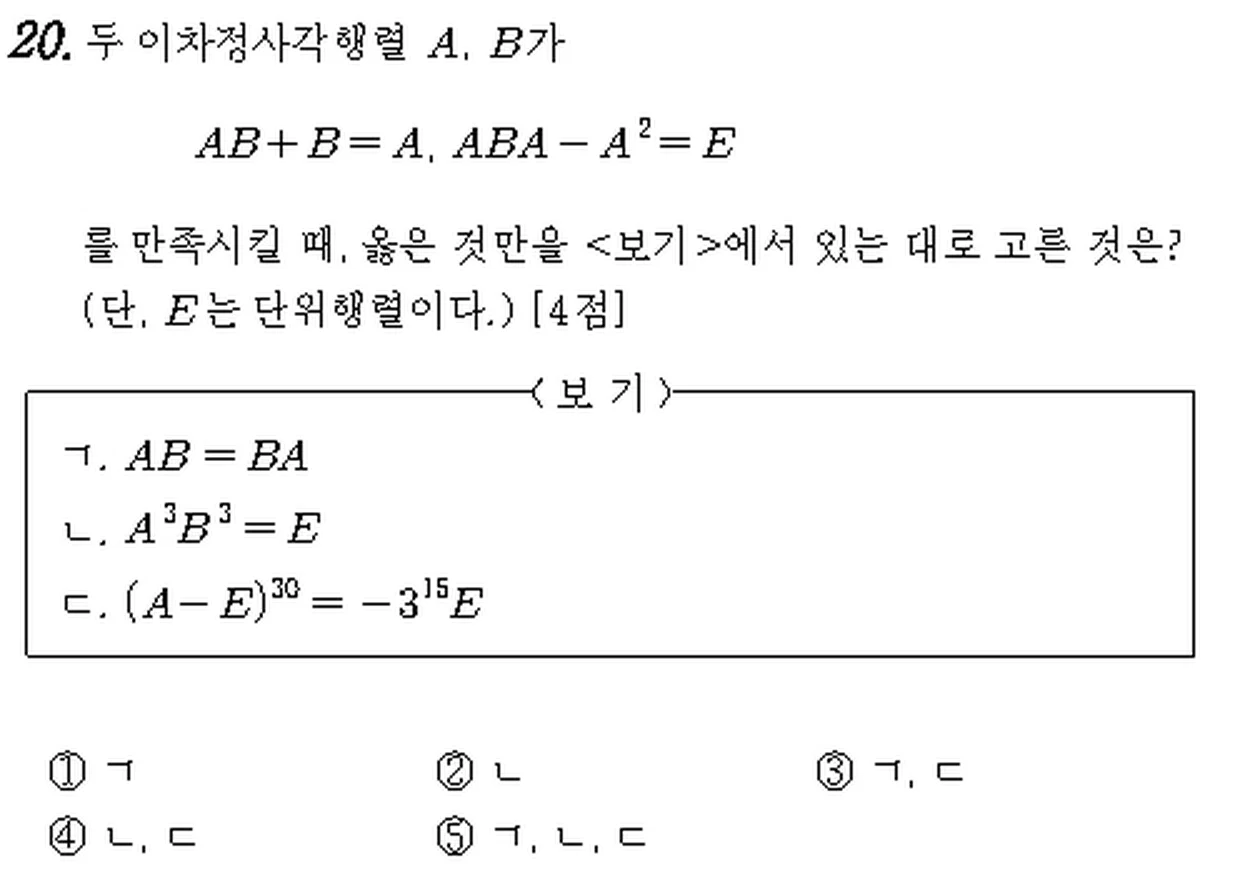 20. 두 이차정사각행렬 A, B가
AB+B=A, ABA-A²=E
를 만족시킬 때, 옳은 것만을 <보기>에서 있는 대로 고른 것은?
(단, E는 단위행렬이다.) [4점]
<보 기>
ㄱ. AB=BA
ㄴ. A³B³=E
ㄷ. (A-E)³⁰=-3¹⁵E
① ㄱ ② ㄴ ③ ㄱ, ㄷ
④ ㄴ, ㄷ ⑤ ㄱ, ㄴ, ㄷ